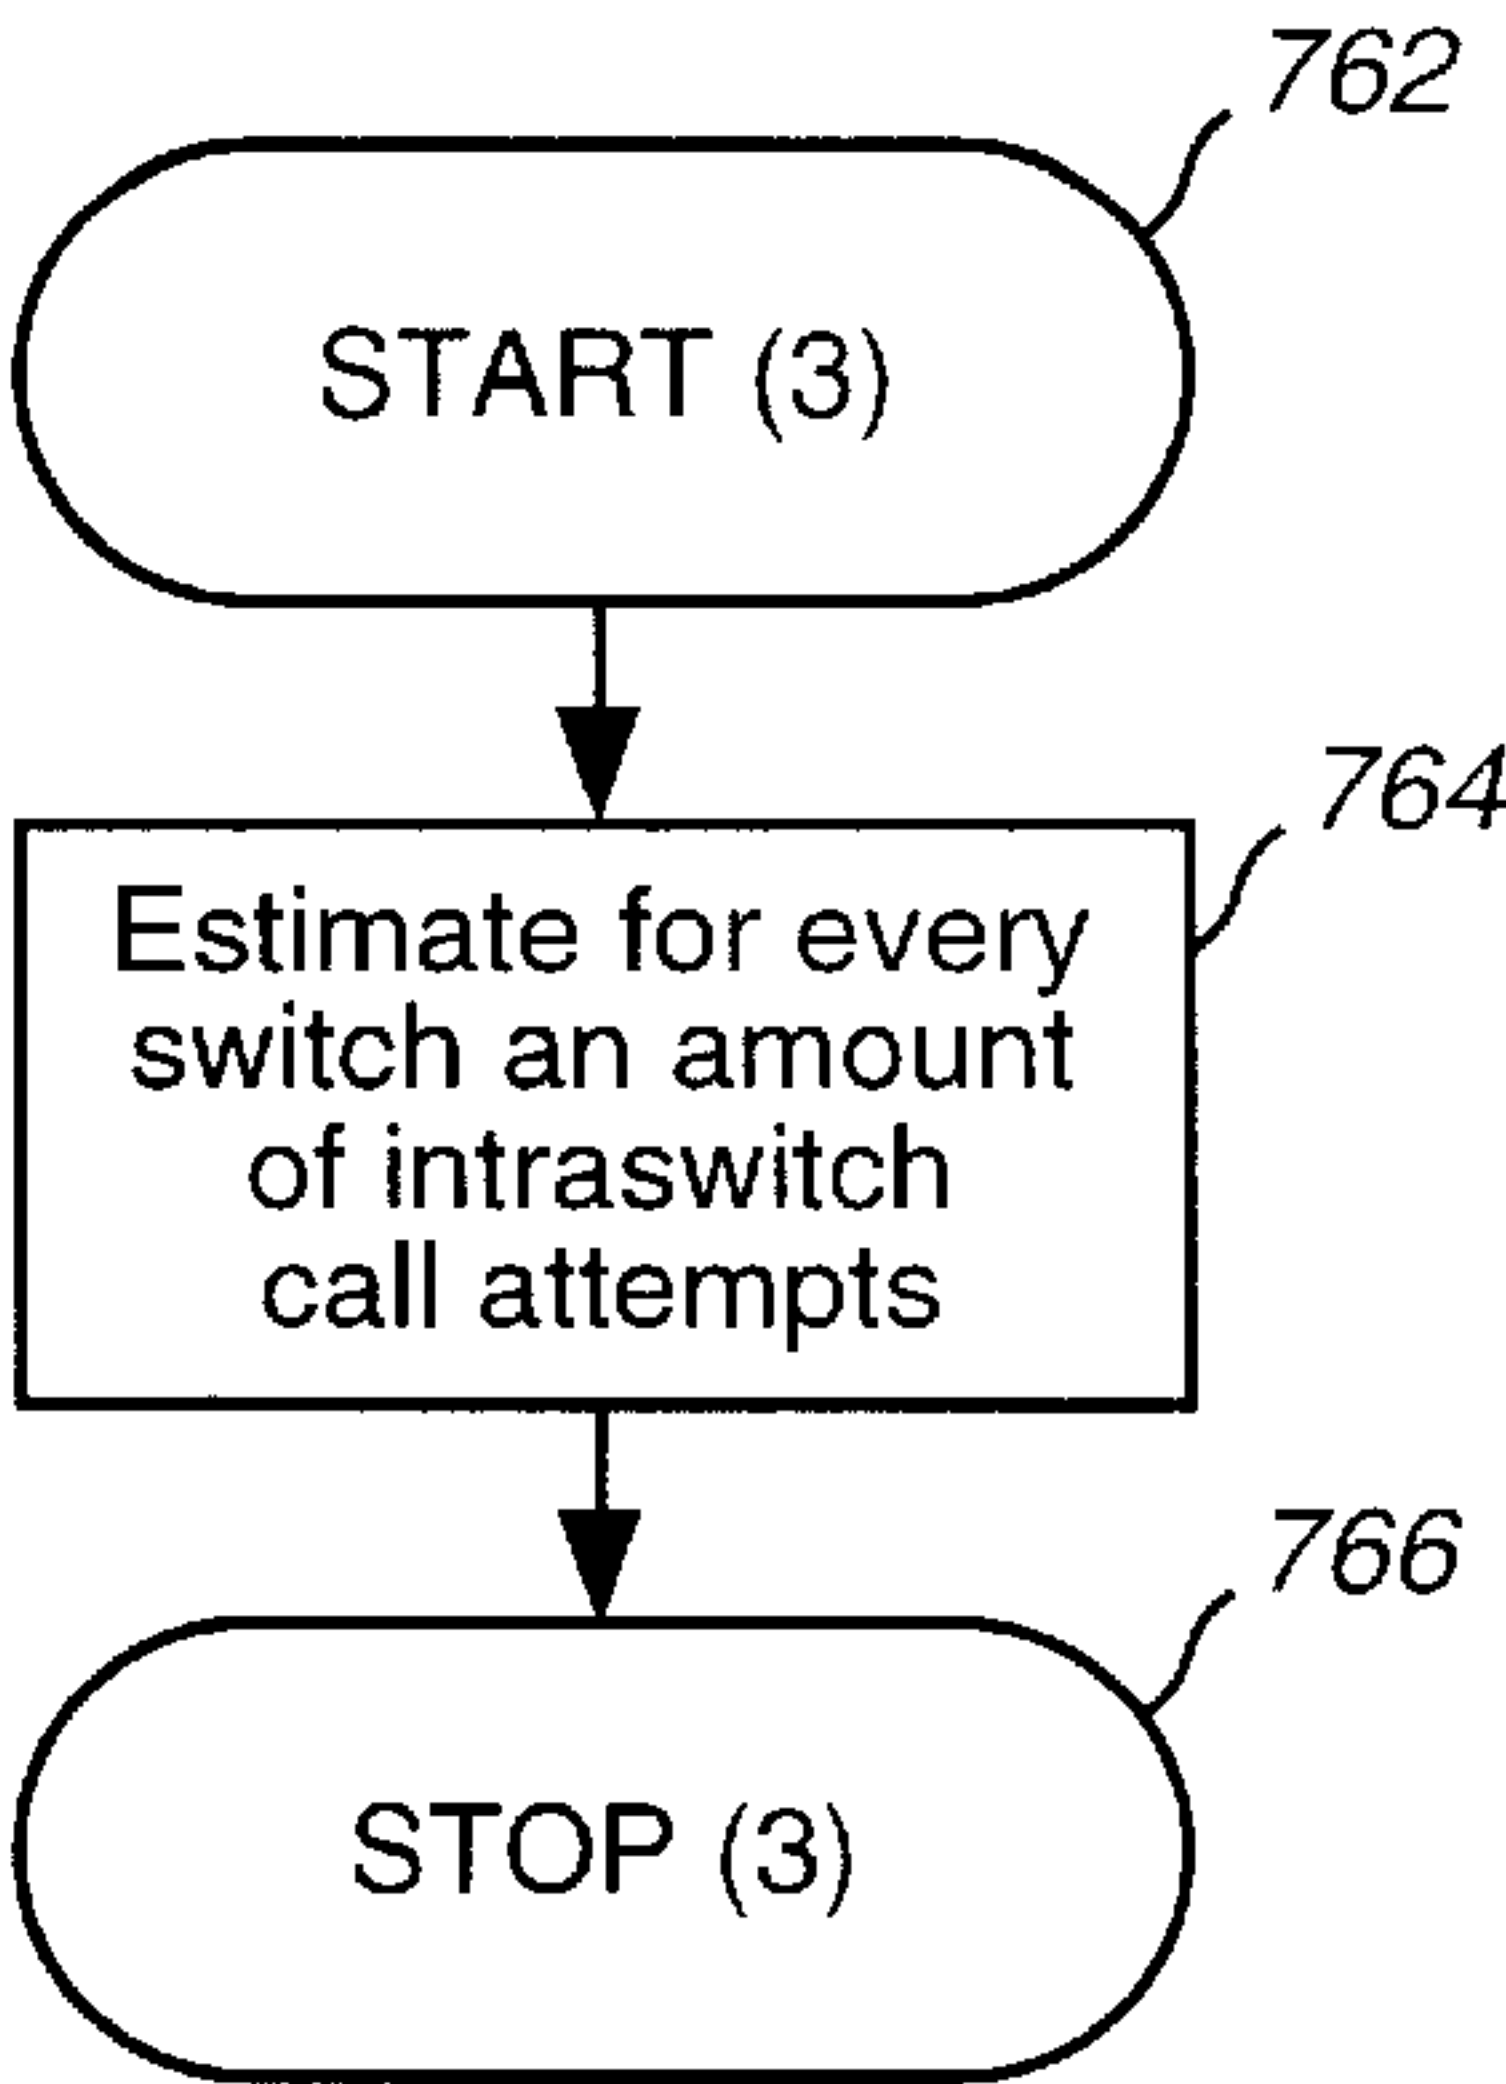 762
START (3)
764
Estimate for every
switch an amount
of intraswitch
call attempts
766
STOP (3)